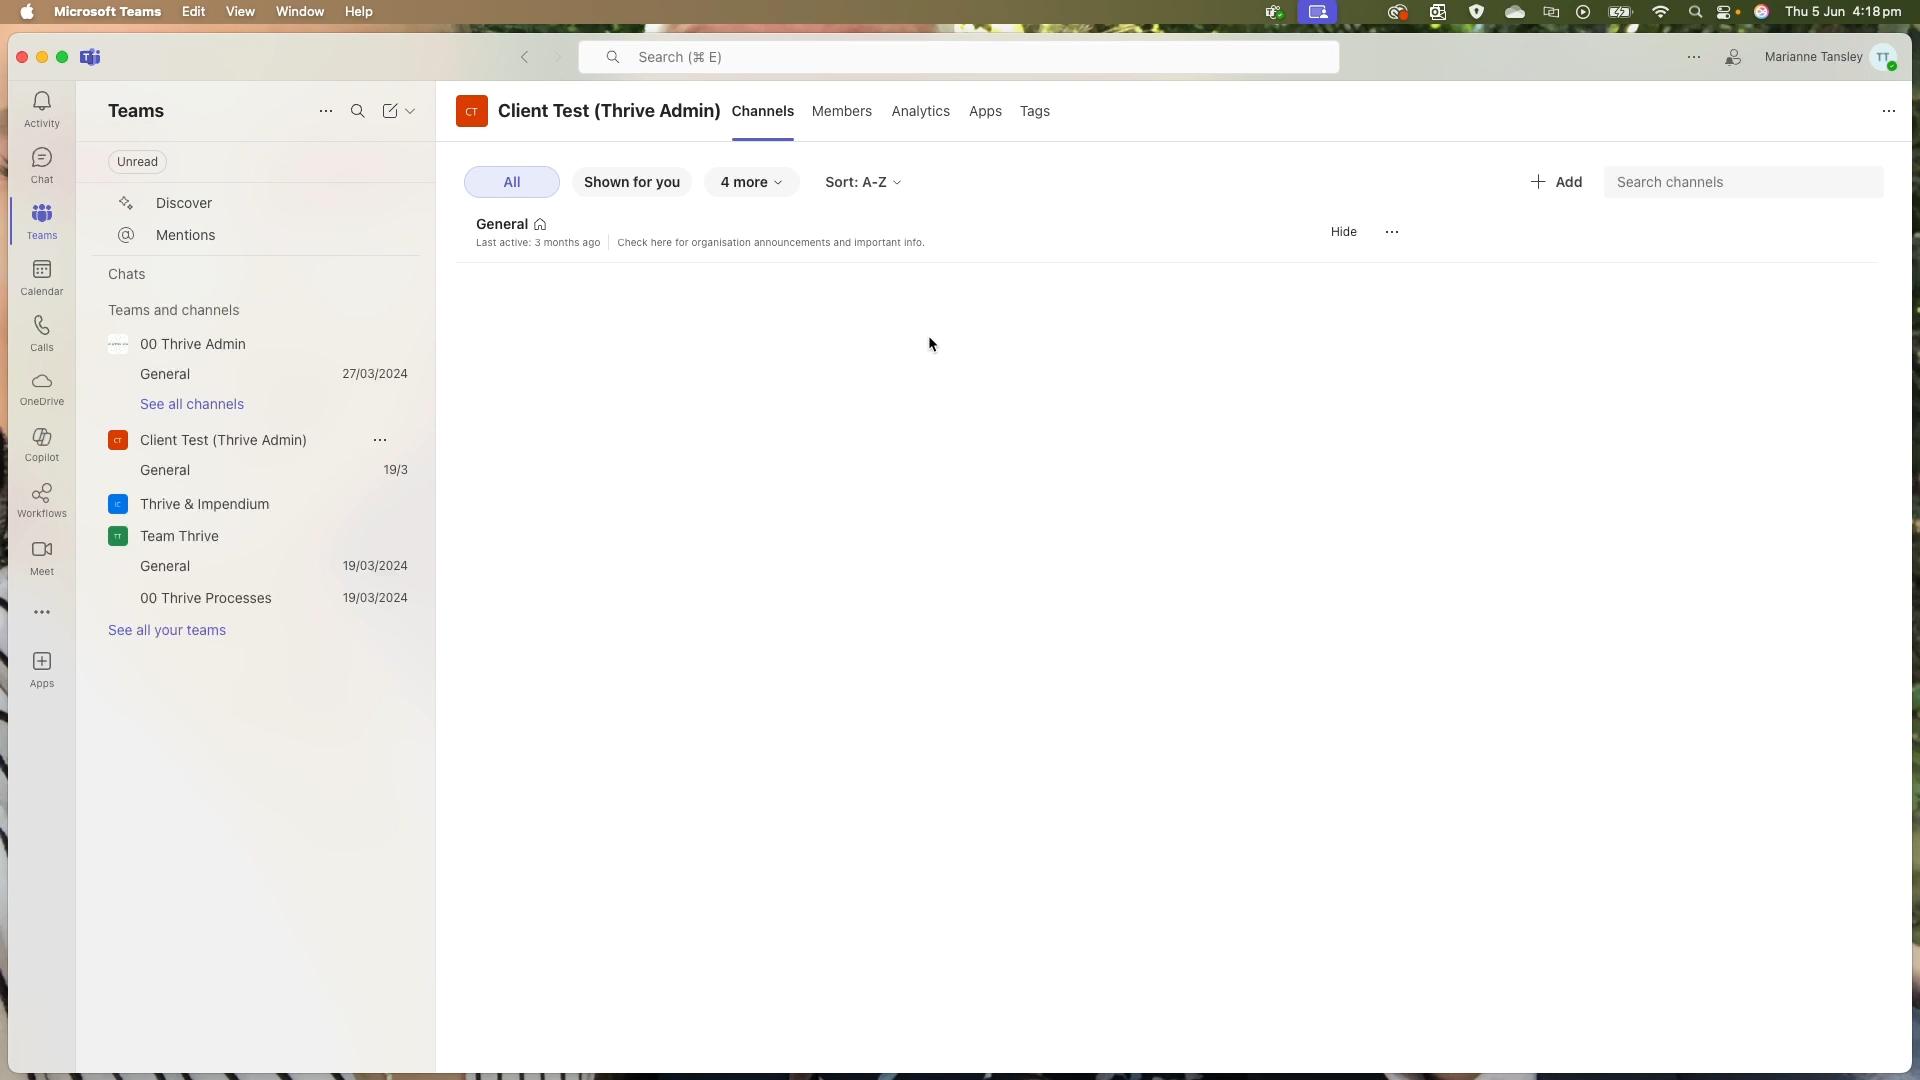 Microsoft Teams Edit View Window Help Thu 5 Jun 4:18 pm
Search (⌘ E)
Marianne Tansley TT
Activity
Chat
Teams
Calendar
Calls
OneDrive
Copilot
Workflows
Meet
Apps
Teams
Unread
Discover
Mentions
Chats
Teams and channels
00 Thrive Admin
General 27/03/2024
See all channels
CT Client Test (Thrive Admin)
General 19/3
Thrive & Impendium
TT Team Thrive
General 19/03/2024
00 Thrive Processes 19/03/2024
See all your teams
CT Client Test (Thrive Admin) Channels Members Analytics Apps Tags
All Shown for you 4 more Sort: A-Z Add Search channels
General
Last active: 3 months ago Check here for organisation announcements and important info.
Hide